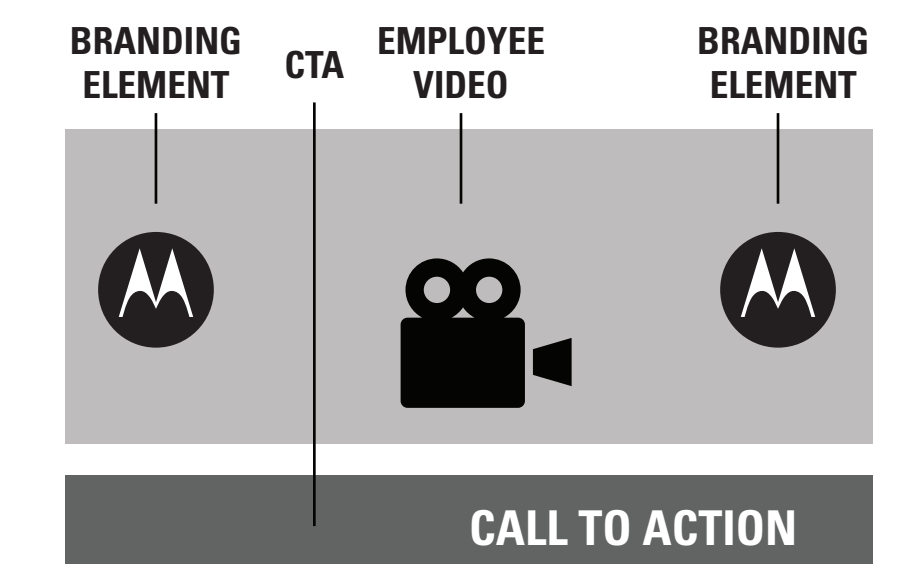 BRANDING
ELEMENT
CTA
EMPLOYEE
VIDEO
BRANDING
ELEMENT
CALL TO ACTION